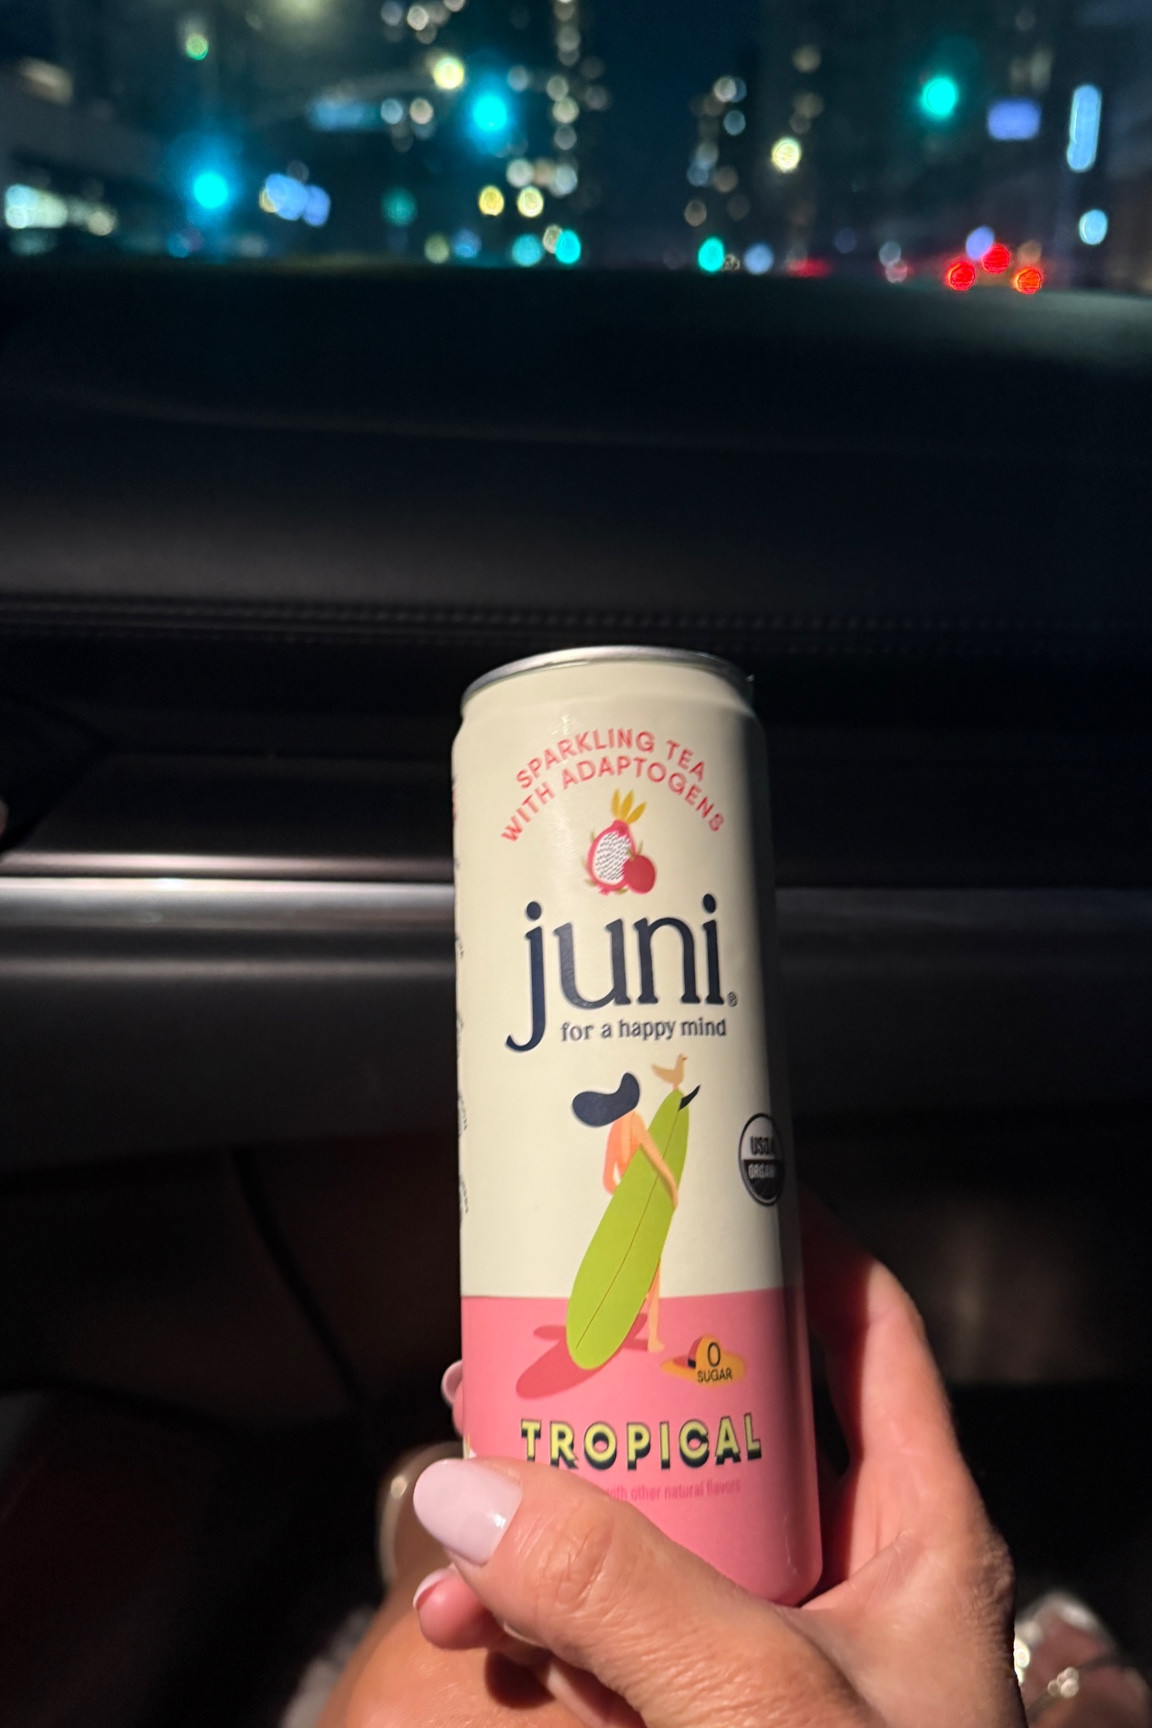 SPARKLING TEA
WITH ADAPTOGENS
juni®
for a happy mind
USDA
ORGANIC
0
SUGAR
TROPICAL
with other natural flavors